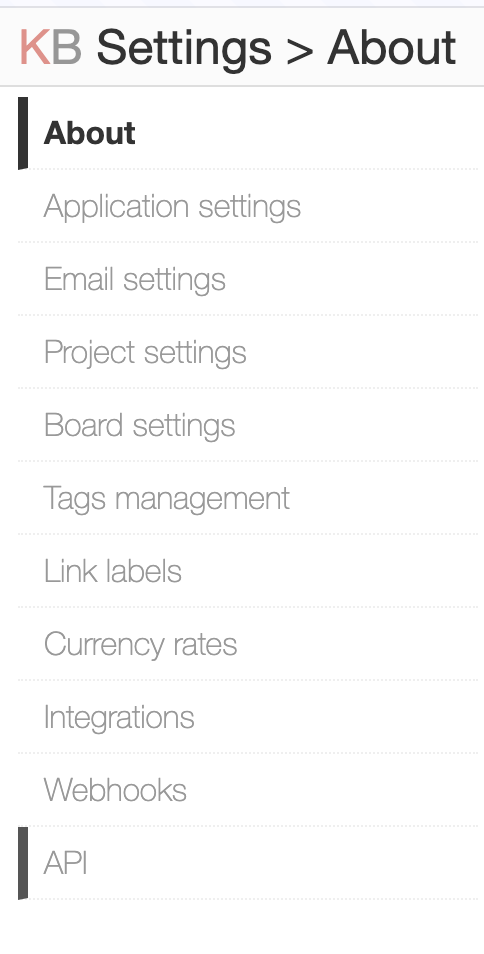 KB Settings > About
About
Application settings
Email settings
Project settings
Board settings
Tags management
Link labels
Currency rates
Integrations
Webhooks
API